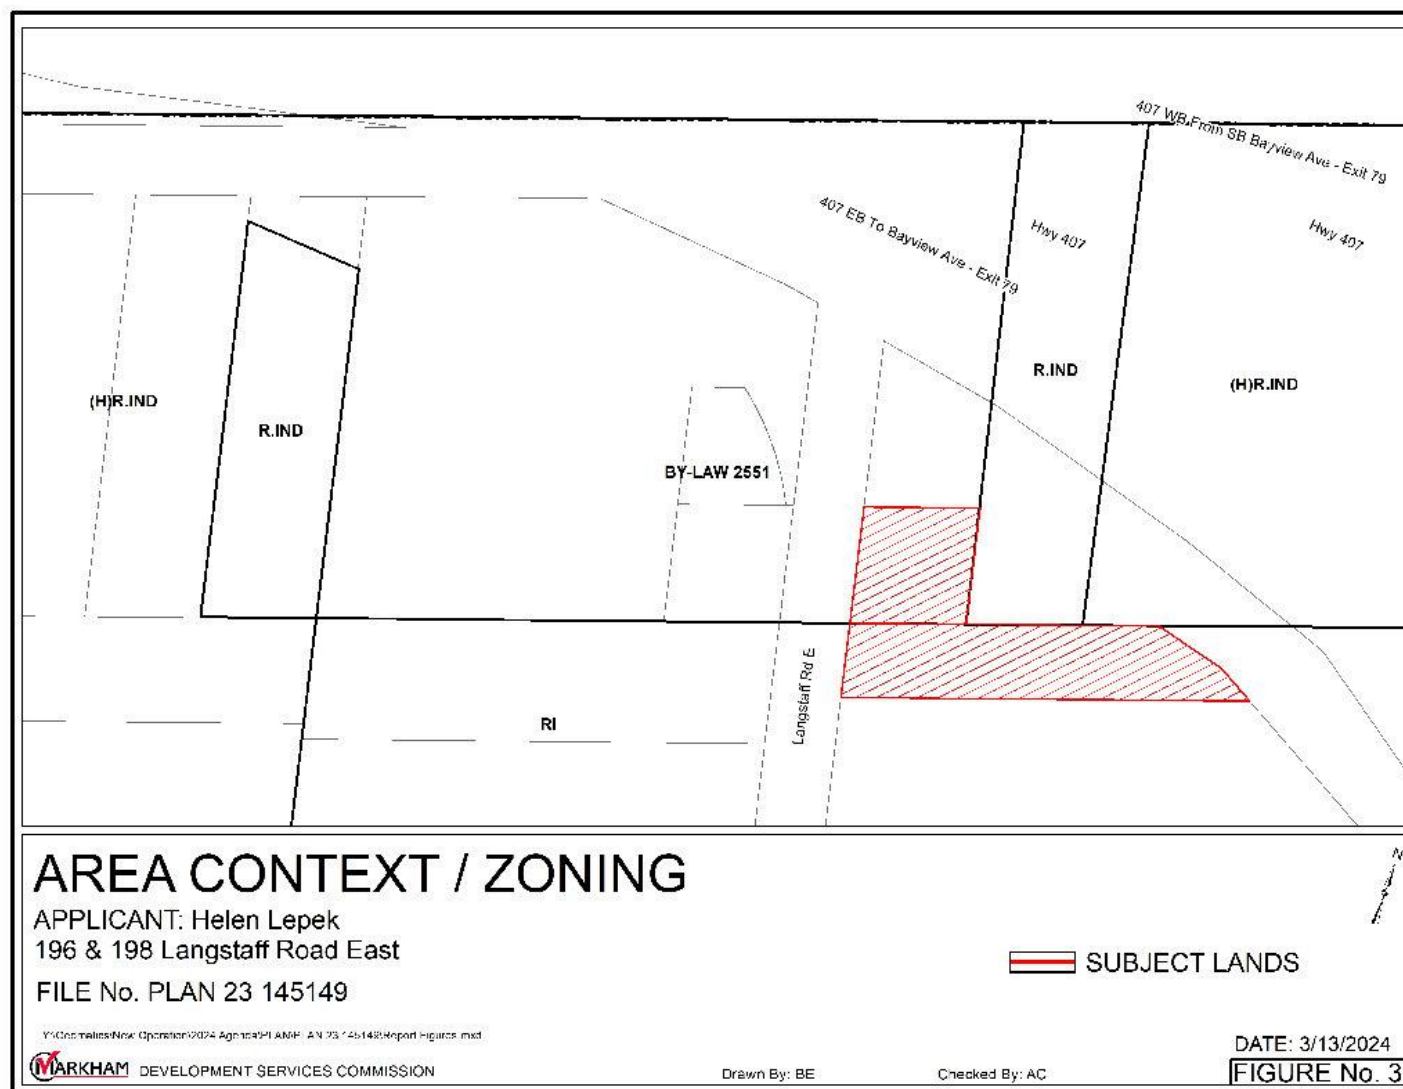 407 WB From SB Bayview Ave - Exit 79
407 EB To Bayview Ave - Exit 79
Hwy 407
Hwy 407
R.IND
(H)R.IND
(H)R.IND
R.IND
BY-LAW 2551
Langstaff Rd E
RI
AREA CONTEXT / ZONING
APPLICANT: Helen Lepek
196 & 198 Langstaff Road East
FILE No. PLAN 23 145149
SUBJECT LANDS
N
DATE: 3/13/2024
MARKHAM DEVELOPMENT SERVICES COMMISSION
Drawn By: BE
Checked By: AC
FIGURE No. 3